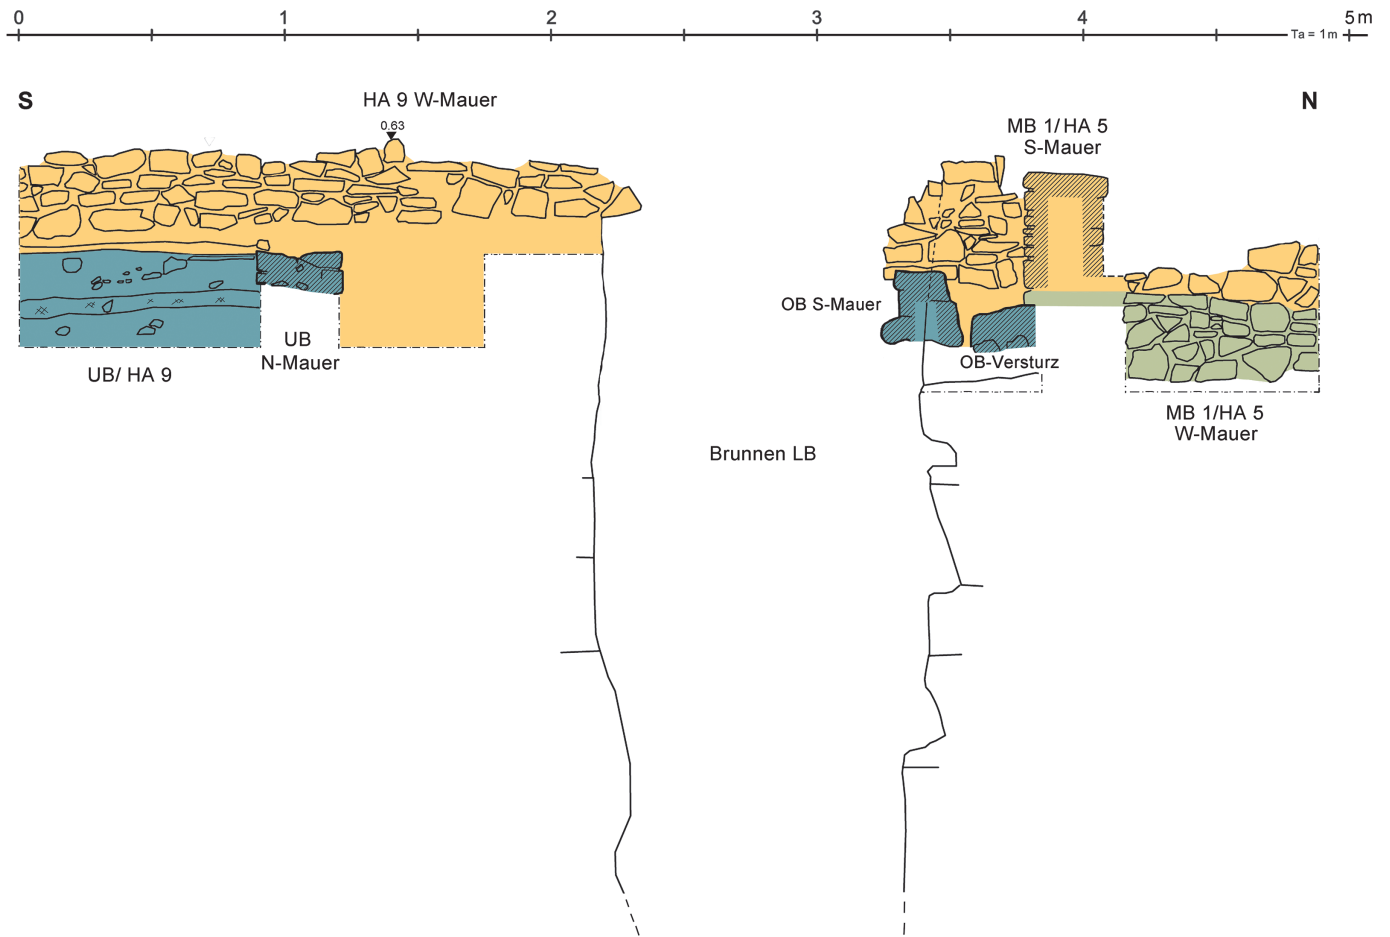 0 1 2 3 4 5 m
Ta = 1 m
S
HA 9 W-Mauer
N
0.63
MB 1/ HA 5
S-Mauer
OB S-Mauer
UB
N-Mauer
OB-Versturz
UB/ HA 9
MB 1/HA 5
W-Mauer
Brunnen LB